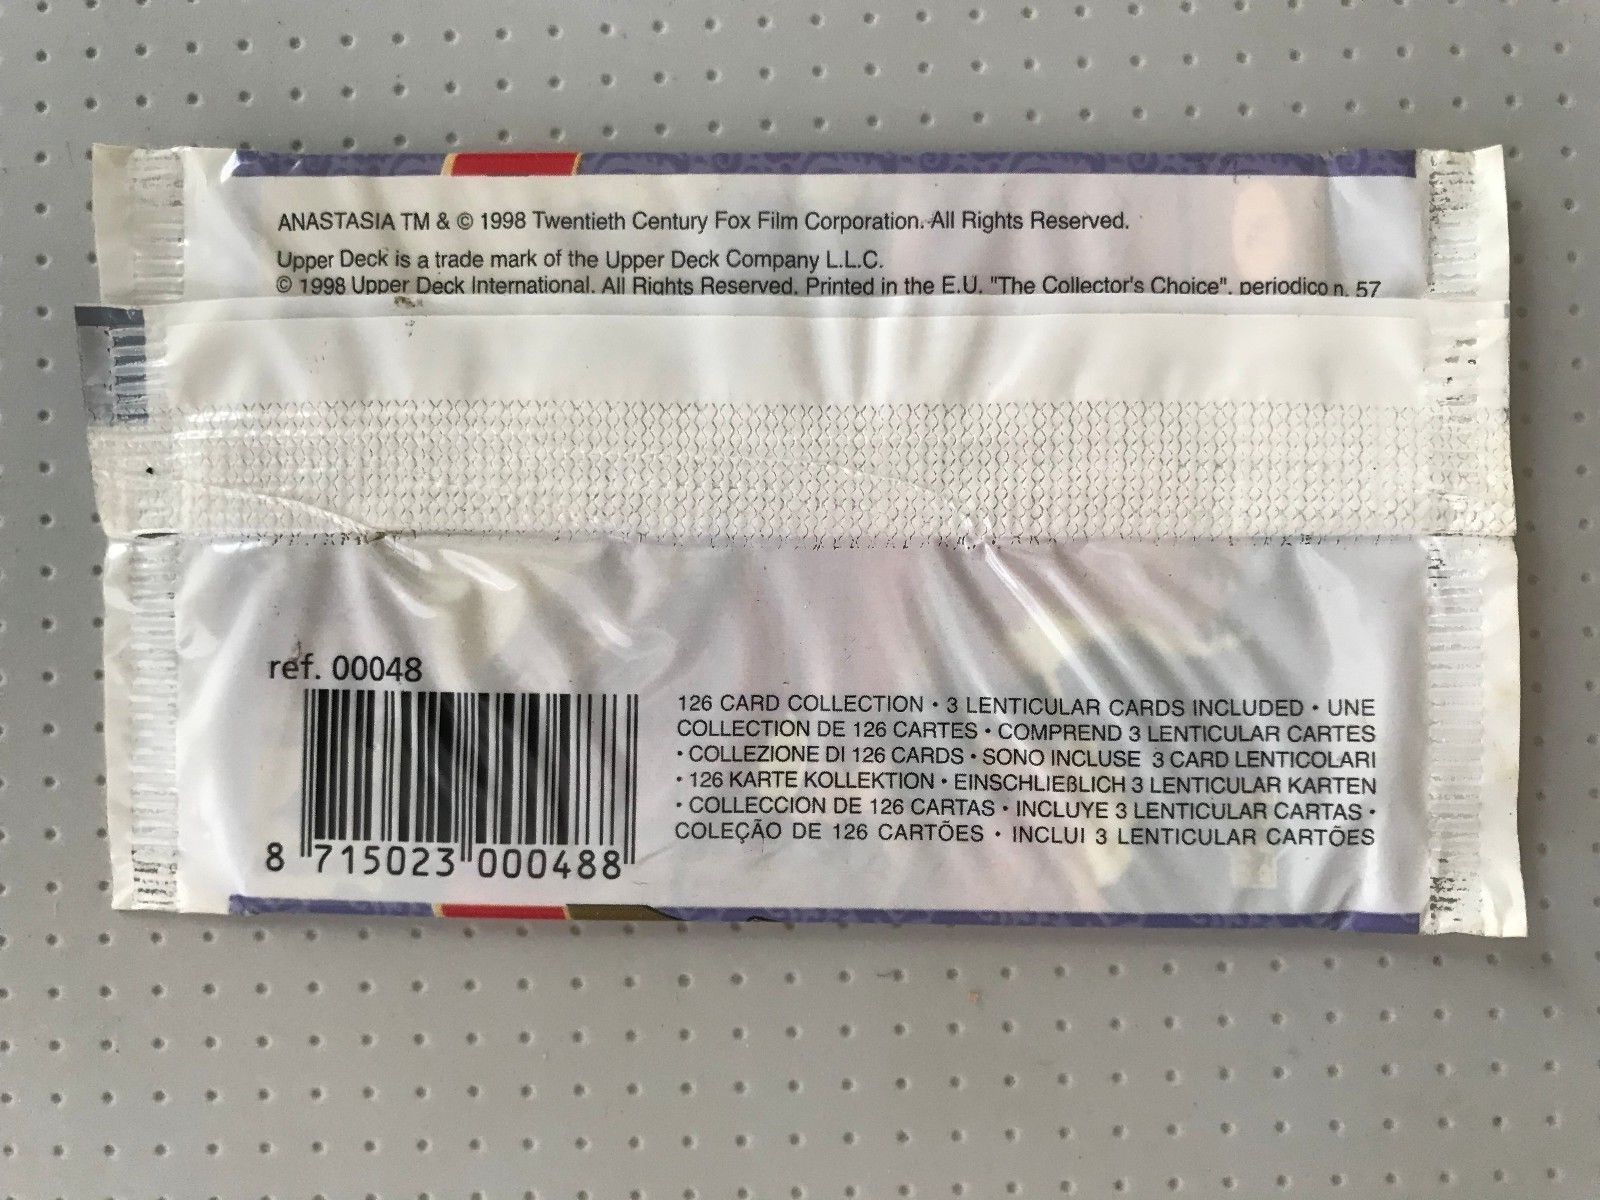 ANASTASIA TM & © 1998 Twentieth Century Fox Film Corporation. All Rights Reserved.
Upper Deck is a trade mark of the Upper Deck Company L.L.C.
© 1998 Upper Deck International. All Rights Reserved. Printed in the E.U. "The Collector's Choice". periodico n. 57
ref. 00048
8 715023 000488
126 CARD COLLECTION • 3 LENTICULAR CARDS INCLUDED • UNE
COLLECTION DE 126 CARTES • COMPREND 3 LENTICULAR CARTES
• COLLEZIONE DI 126 CARDS • SONO INCLUSE 3 CARD LENTICOLARI
• 126 KARTE KOLLEKTION • EINSCHLIEßLICH 3 LENTICULAR KARTEN
• COLLECCION DE 126 CARTAS • INCLUYE 3 LENTICULAR CARTAS •
COLEÇÃO DE 126 CARTÕES • INCLUI 3 LENTICULAR CARTÕES